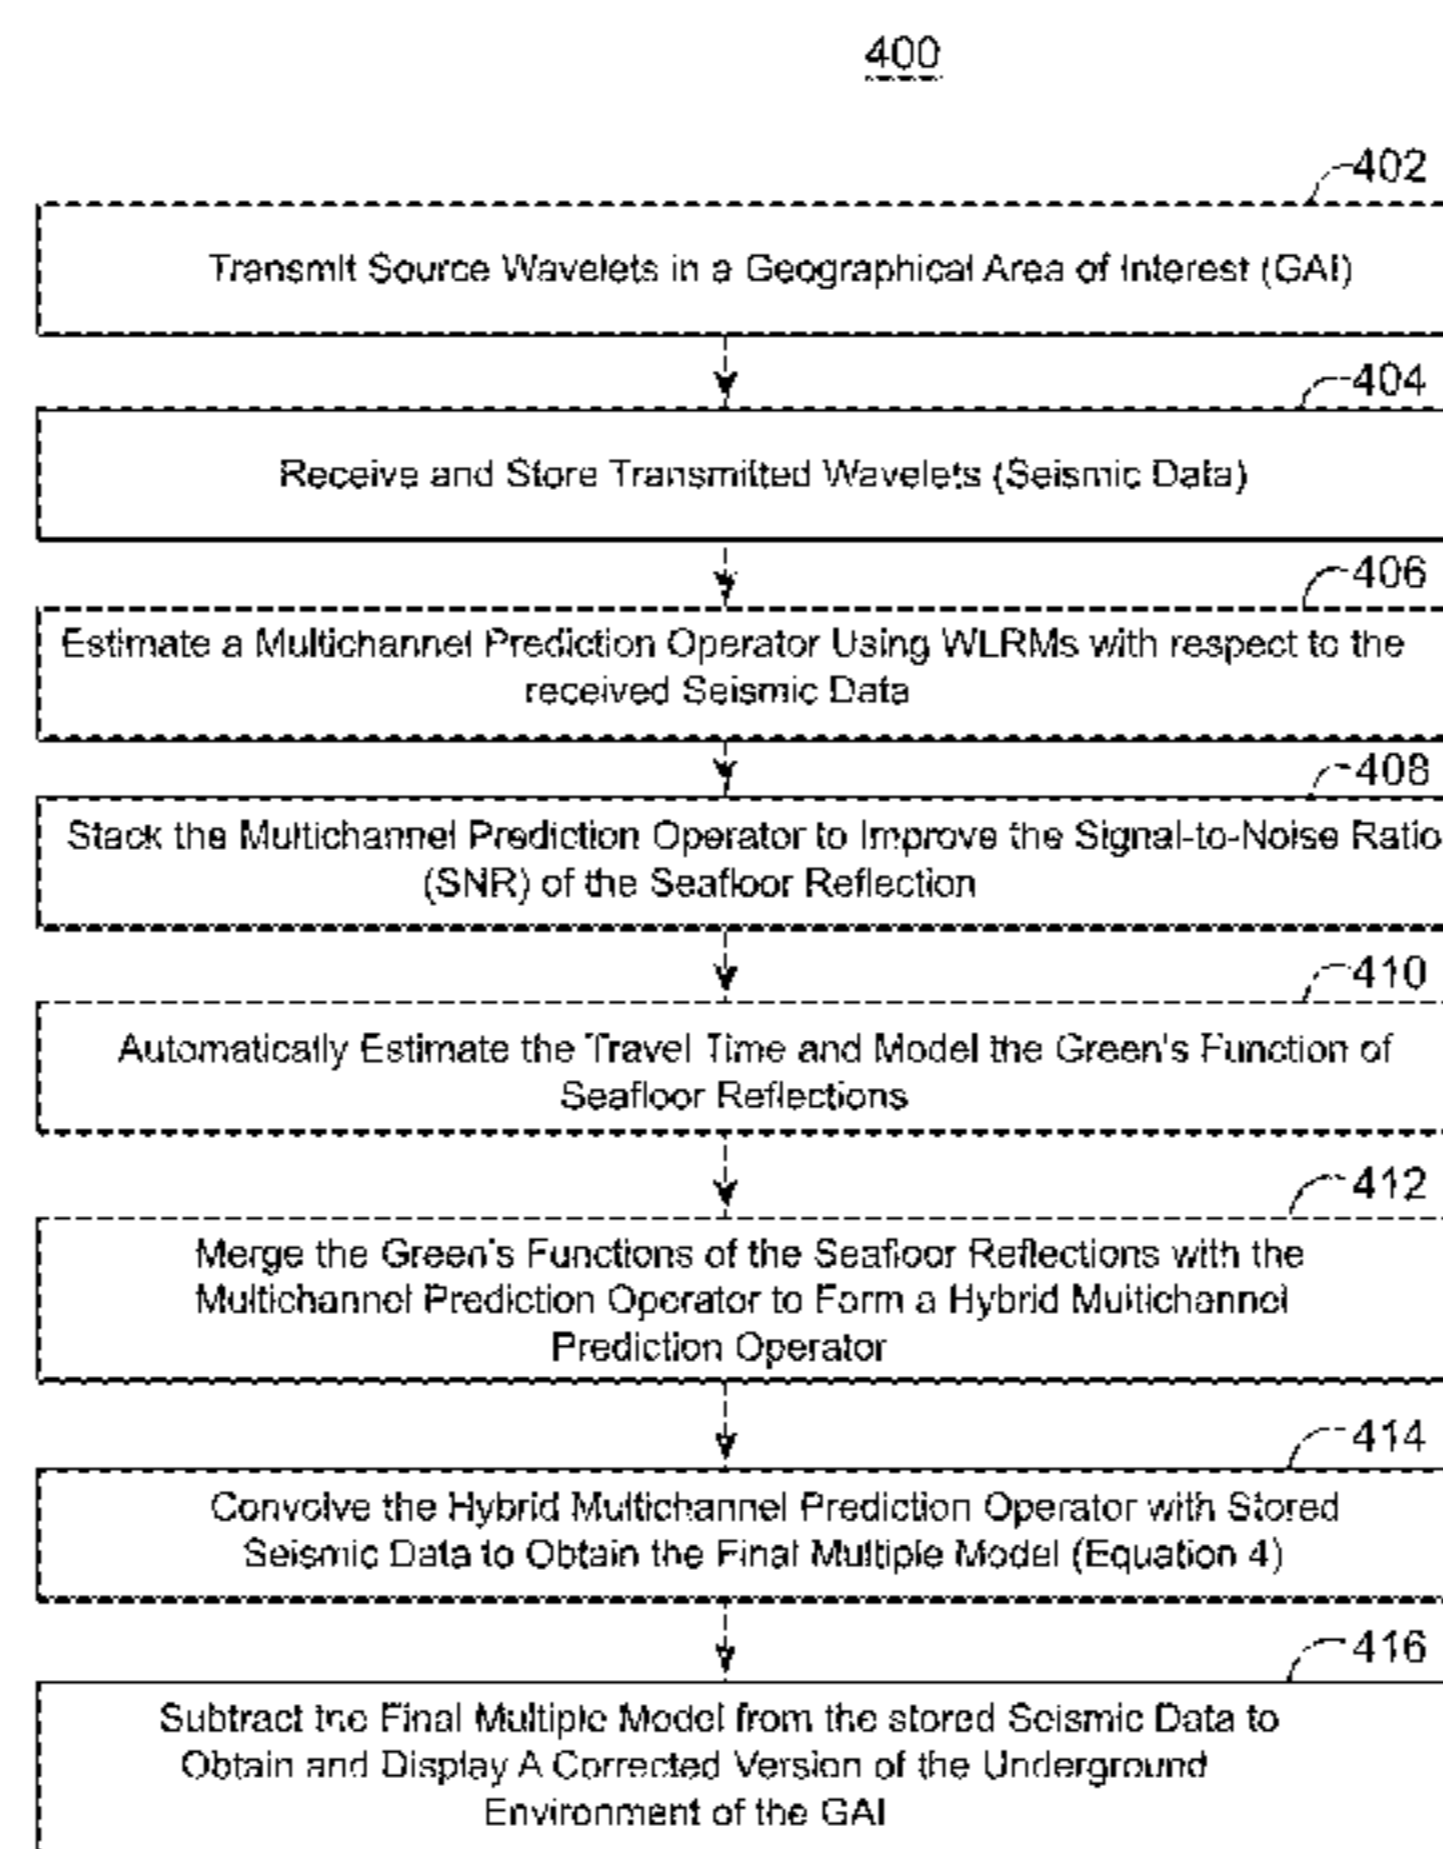 400
402
Transmit Source Wavelets in a Geographical Area of Interest (GAI)
404
Receive and Store Transmitted Wavelets (Seismic Data)
406
Estimate a Multichannel Prediction Operator Using WLRMs with respect to the
received Seismic Data
408
Stack the Multichannel Prediction Operator to Improve the Signal-to-Noise Ratio
(SNR) of the Seafloor Reflection
410
Automatically Estimate the Travel Time and Model the Green's Function of
Seafloor Reflections
412
Merge the Green's Functions of the Seafloor Reflections with the
Multichannel Prediction Operator to Form a Hybrid Multichannel
Prediction Operator
414
Convolve the Hybrid Multichannel Prediction Operator with Stored
Seismic Data to Obtain the Final Multiple Model (Equation 4)
416
Subtract the Final Multiple Model from the stored Seismic Data to
Obtain and Display A Corrected Version of the Underground
Environment of the GAI